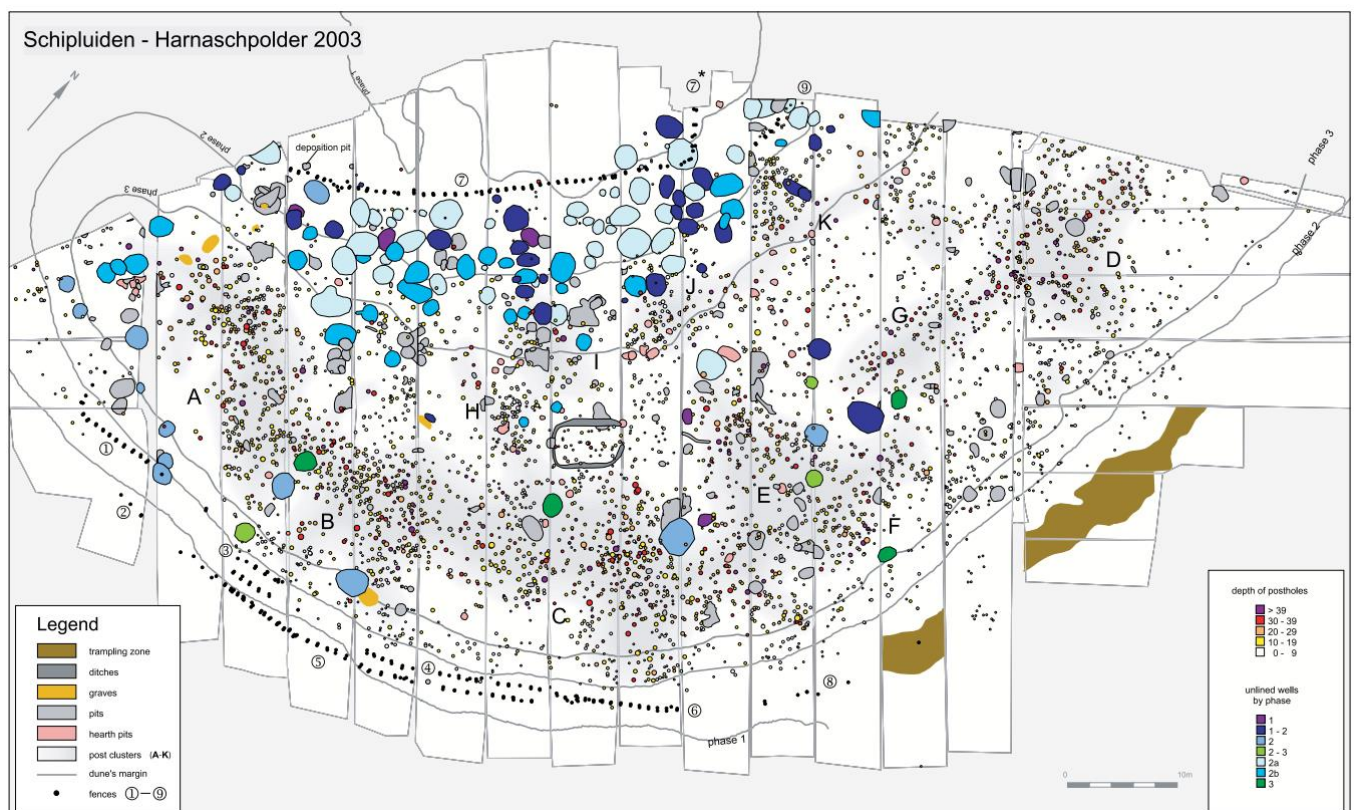 Schipluiden - Harnaschpolder 2003
N
phase 1
⑦*
⑨
phase 2
deposition pit
phase 3
⑦
phase 3
phase 2
K
D
J
G
I
A
H
①
E
②
B
F
③
C
④
⑤
⑧
⑥
phase 1
Legend
trampling zone
ditches
graves
pits
hearth pits
post clusters (A-K)
dune's margin
fences ①—⑨
depth of postholes
> 39
30 - 39
20 - 29
10 - 19
0 - 9
unlined wells
by phase
1
1 - 2
2
2 - 3
2a
2b
3
0 10m